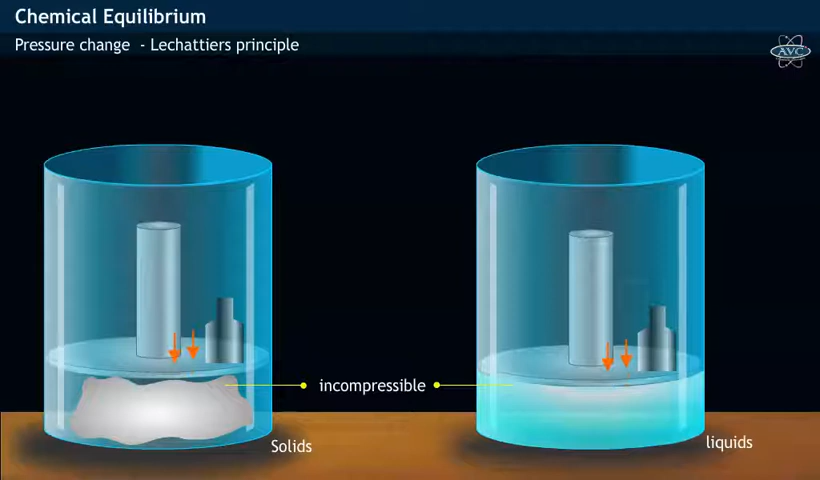 Chemical Equilibrium
Pressure change - Lechattiers principle
AVC
incompressible
Solids
liquids